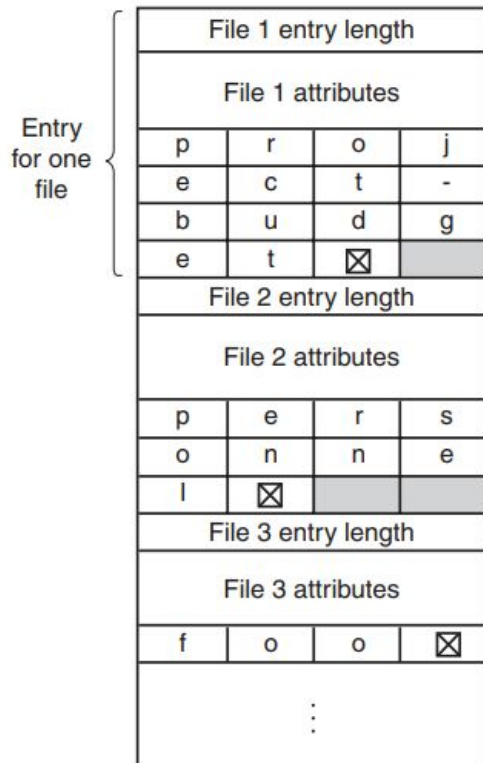 File 1 entry length
File 1 attributes
Entry
for one
file
p r o j
e c t -
b u d g
e t ☒
File 2 entry length
File 2 attributes
p e r s
o n n e
l ☒
File 3 entry length
File 3 attributes
f o o ☒
⋮